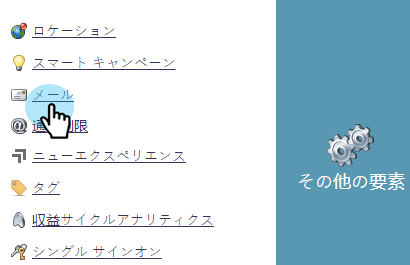 ロケーション
スマート キャンペーン
メール
通 制限
ニューエクスペリエンス
タグ
収益サイクルアナリティクス
シングル サインオン
その他の要素